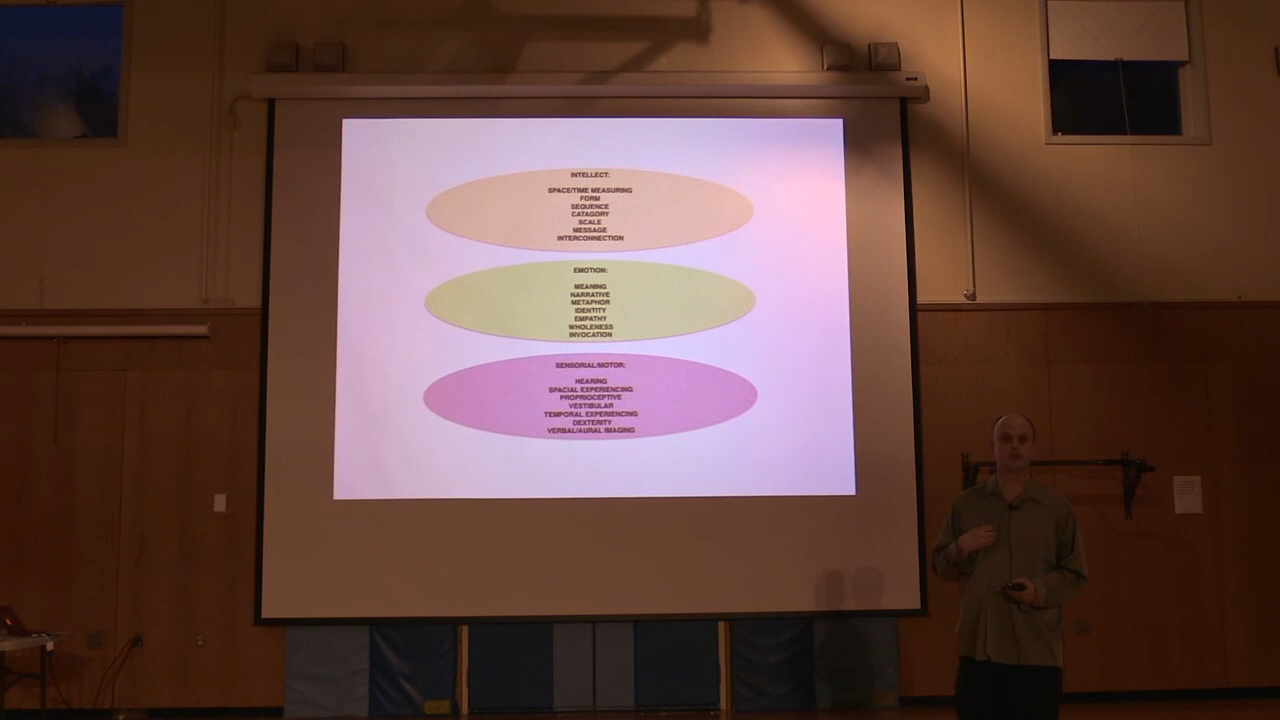 INTELLECT:
SPACE/TIME MEASURING
FORM
SEQUENCE
CATAGORY
SCALE
MESSAGE
INTERCONNECTION
EMOTION:
MEANING
NARRATIVE
METAPHOR
IDENTITY
EMPATHY
WHOLENESS
INVOCATION
SENSORIAL/MOTOR:
HEARING
SPACIAL EXPERIENCING
PROPRIOCEPTIVE
VESTIBULAR
TEMPORAL EXPERIENCING
DEXTERITY
VERBAL/AURAL IMAGING